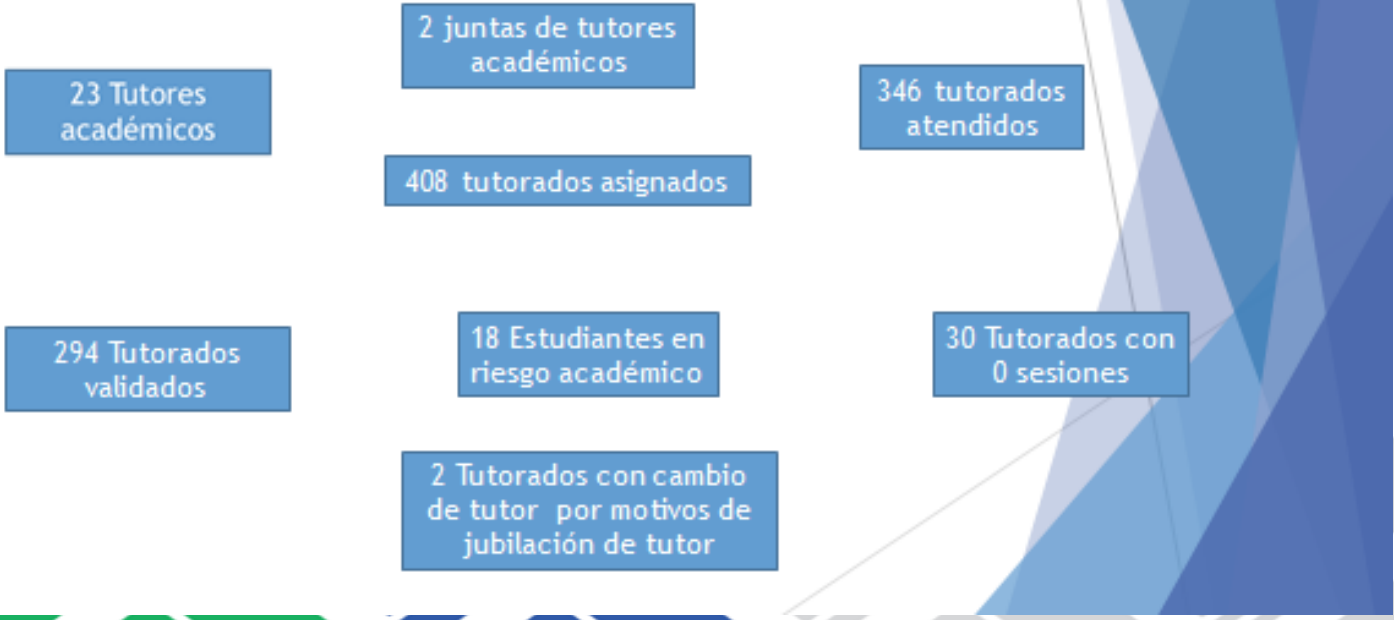 2 juntas de tutores
académicos
23 Tutores
académicos
346 tutorados
atendidos
408 tutorados asignados
294 Tutorados
validados
18 Estudiantes en
riesgo académico
30 Tutorados con
0 sesiones
2 Tutorados con cambio
de tutor por motivos de
jubilación de tutor